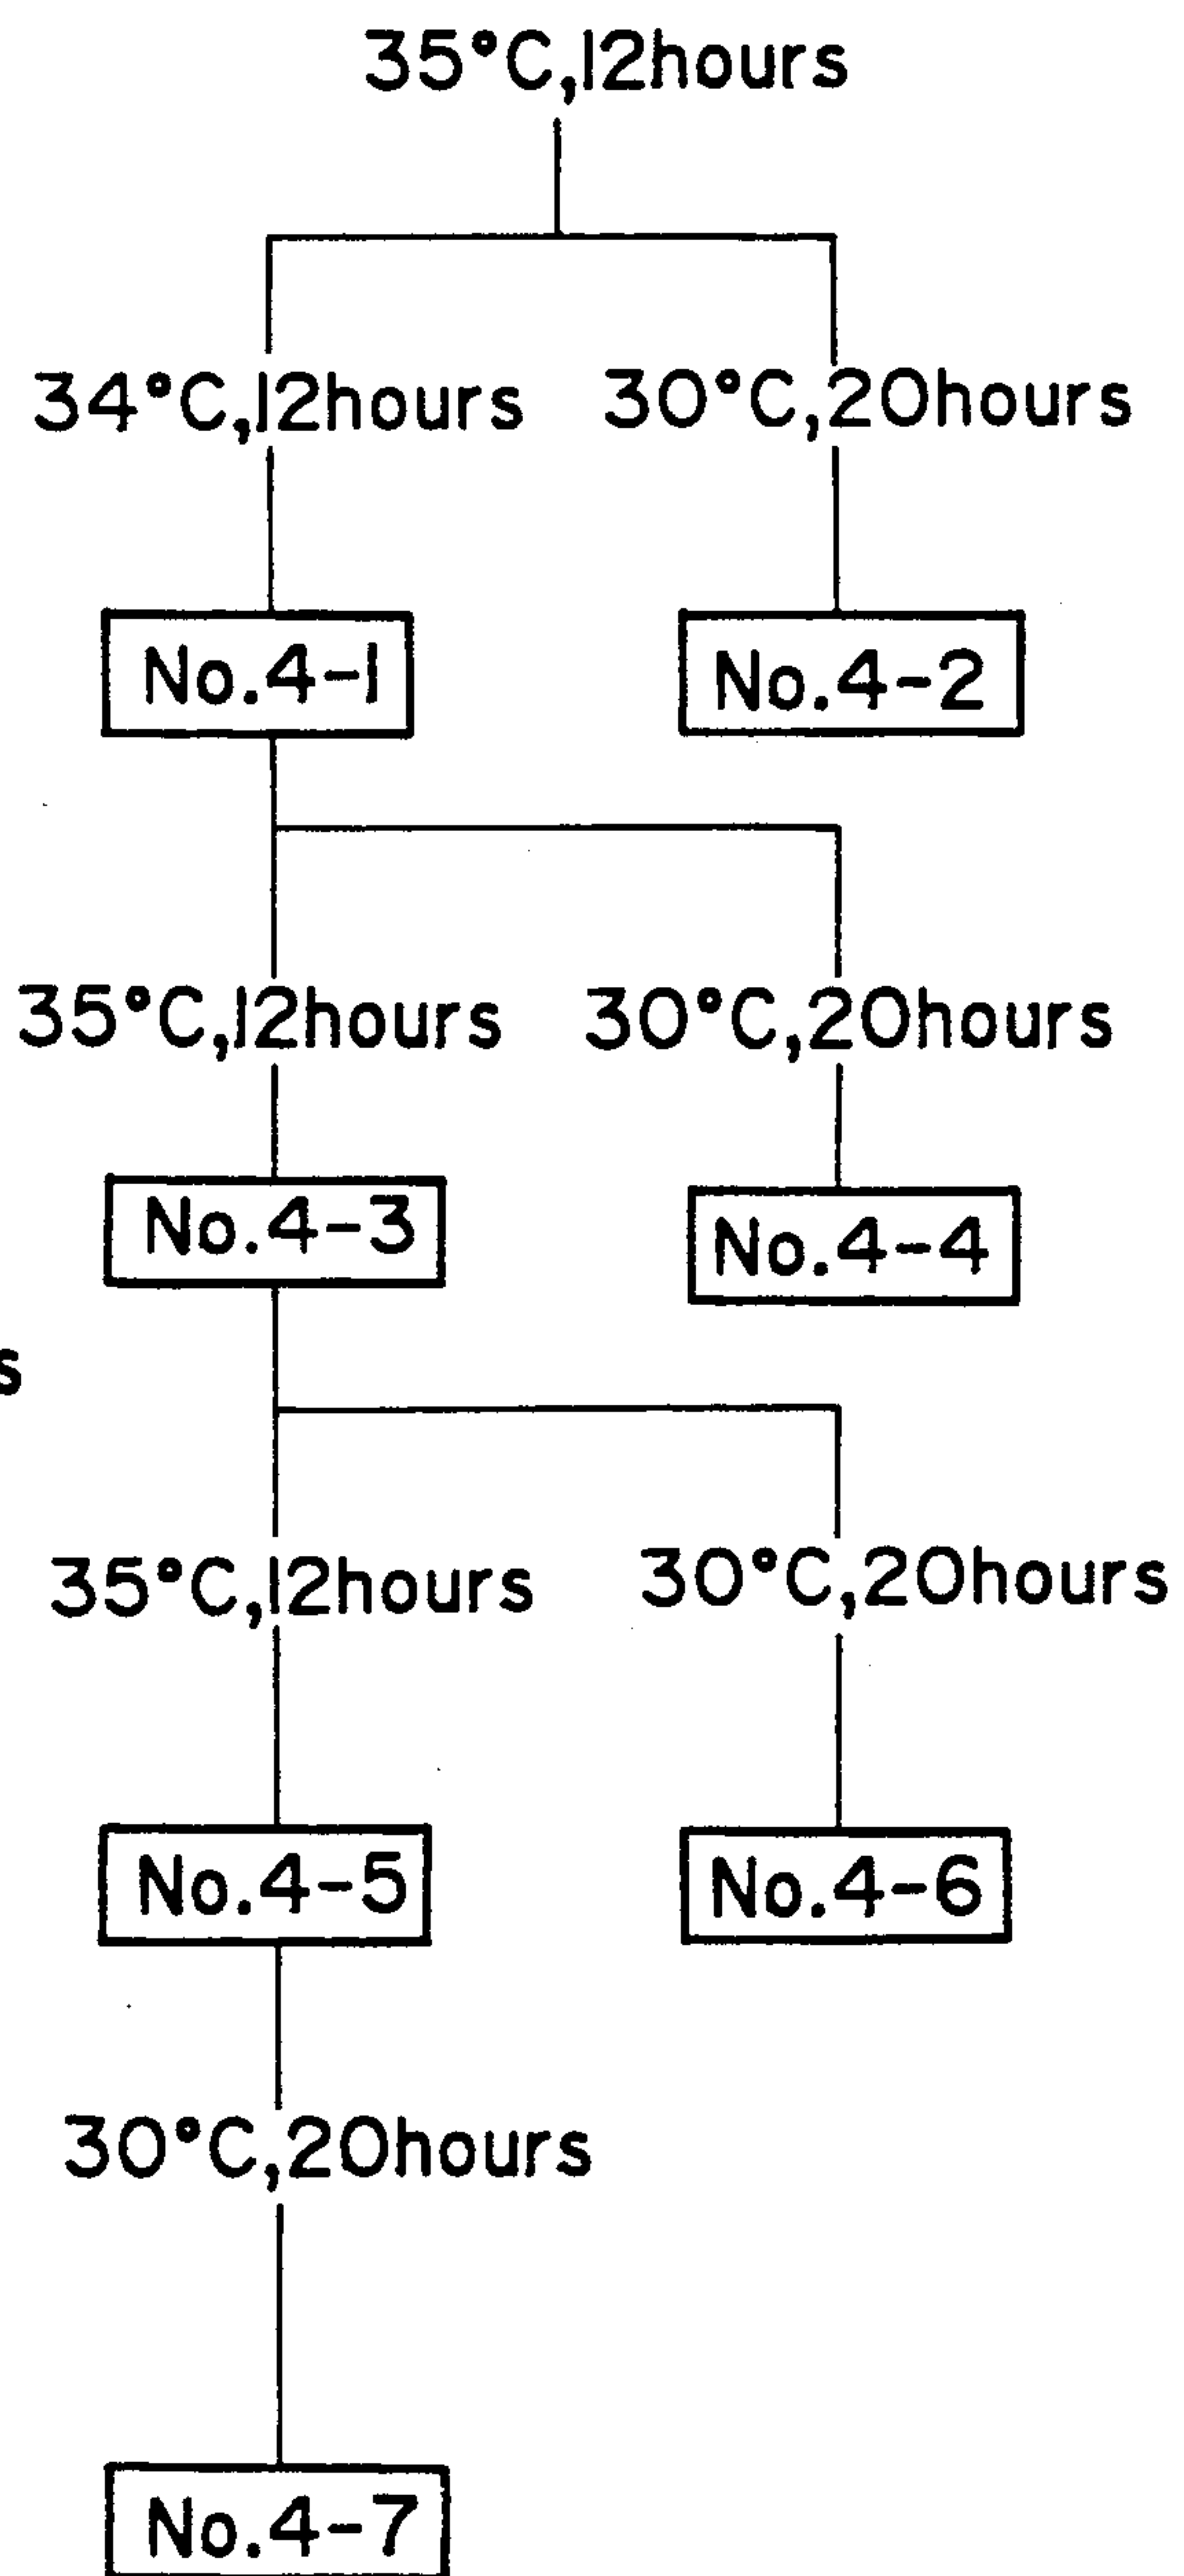 35°C,12hours
34°C,12hours 30°C,20hours
No.4-1 No.4-2
35°C,12hours 30°C,20hours
No.4-3 No.4-4
s
35°C,12hours 30°C,20hours
No.4-5 No.4-6
30°C,20hours
No.4-7